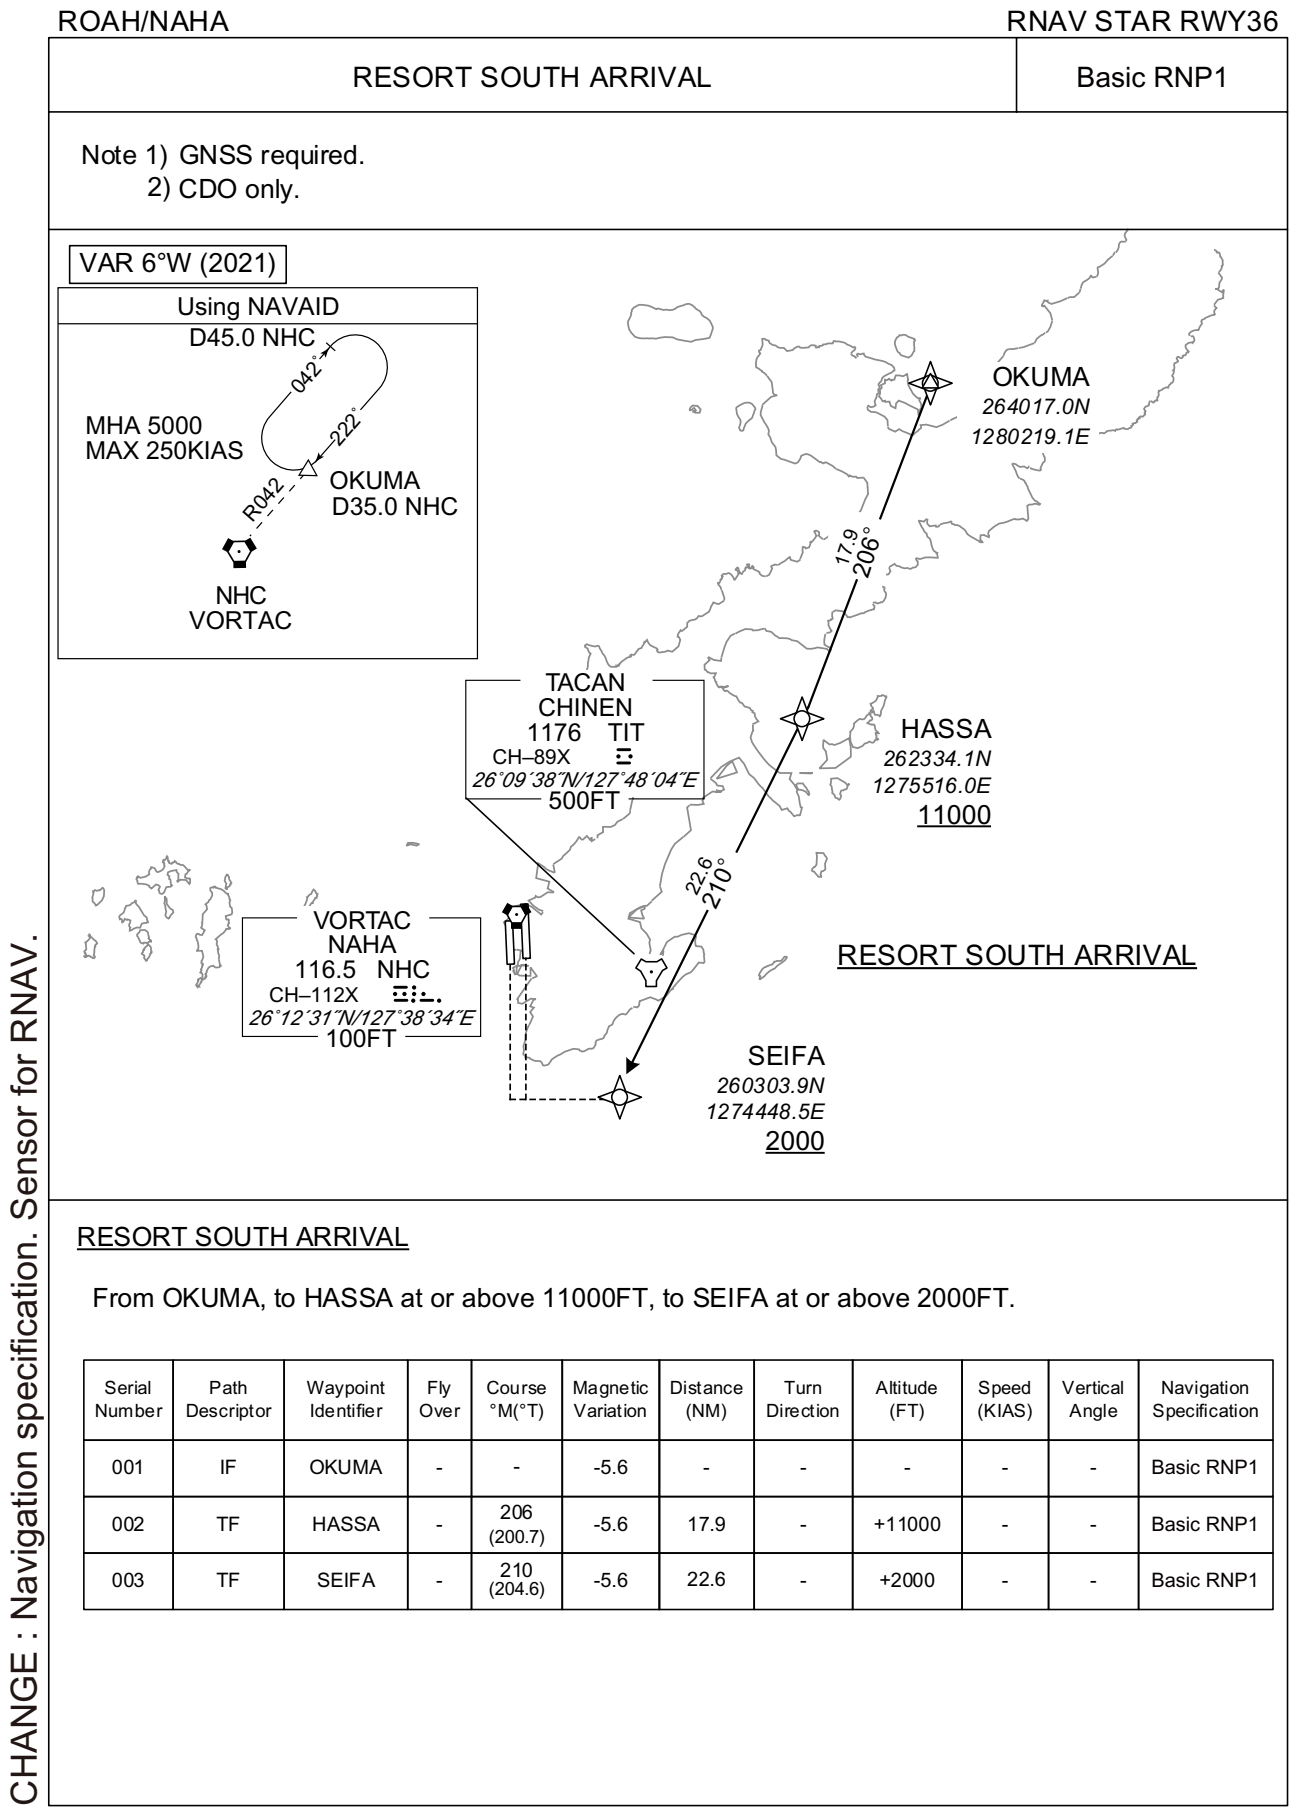 ROAH/NAHA
RNAV STAR RWY36
RESORT SOUTH ARRIVAL
Basic RNP1
Note 1) GNSS required.
2) CDO only.
VAR 6°W (2021)
Using NAVAID
D45.0 NHC
042°
222°
MHA 5000
MAX 250KIAS
OKUMA
D35.0 NHC
R042
NHC
VORTAC
OKUMA
264017.0N
1280219.1E
17.9
206°
TACAN
CHINEN
1176 TIT
CH–89X
26°09′38″N/127°48′04″E
500FT
HASSA
262334.1N
1275516.0E
11000
22.6
210°
VORTAC
NAHA
116.5 NHC
CH–112X
26°12′31″N/127°38′34″E
100FT
RESORT SOUTH ARRIVAL
SEIFA
260303.9N
1274448.5E
2000
RESORT SOUTH ARRIVAL
From OKUMA, to HASSA at or above 11000FT, to SEIFA at or above 2000FT.
Serial Number Path Descriptor Waypoint Identifier Fly Over Course °M(°T) Magnetic Variation Distance (NM) Turn Direction Altitude (FT) Speed (KIAS) Vertical Angle Navigation Specification
001 IF OKUMA - - -5.6 - - - - - Basic RNP1
002 TF HASSA - 206 (200.7) -5.6 17.9 - +11000 - - Basic RNP1
003 TF SEIFA - 210 (204.6) -5.6 22.6 - +2000 - - Basic RNP1
CHANGE : Navigation specification. Sensor for RNAV.